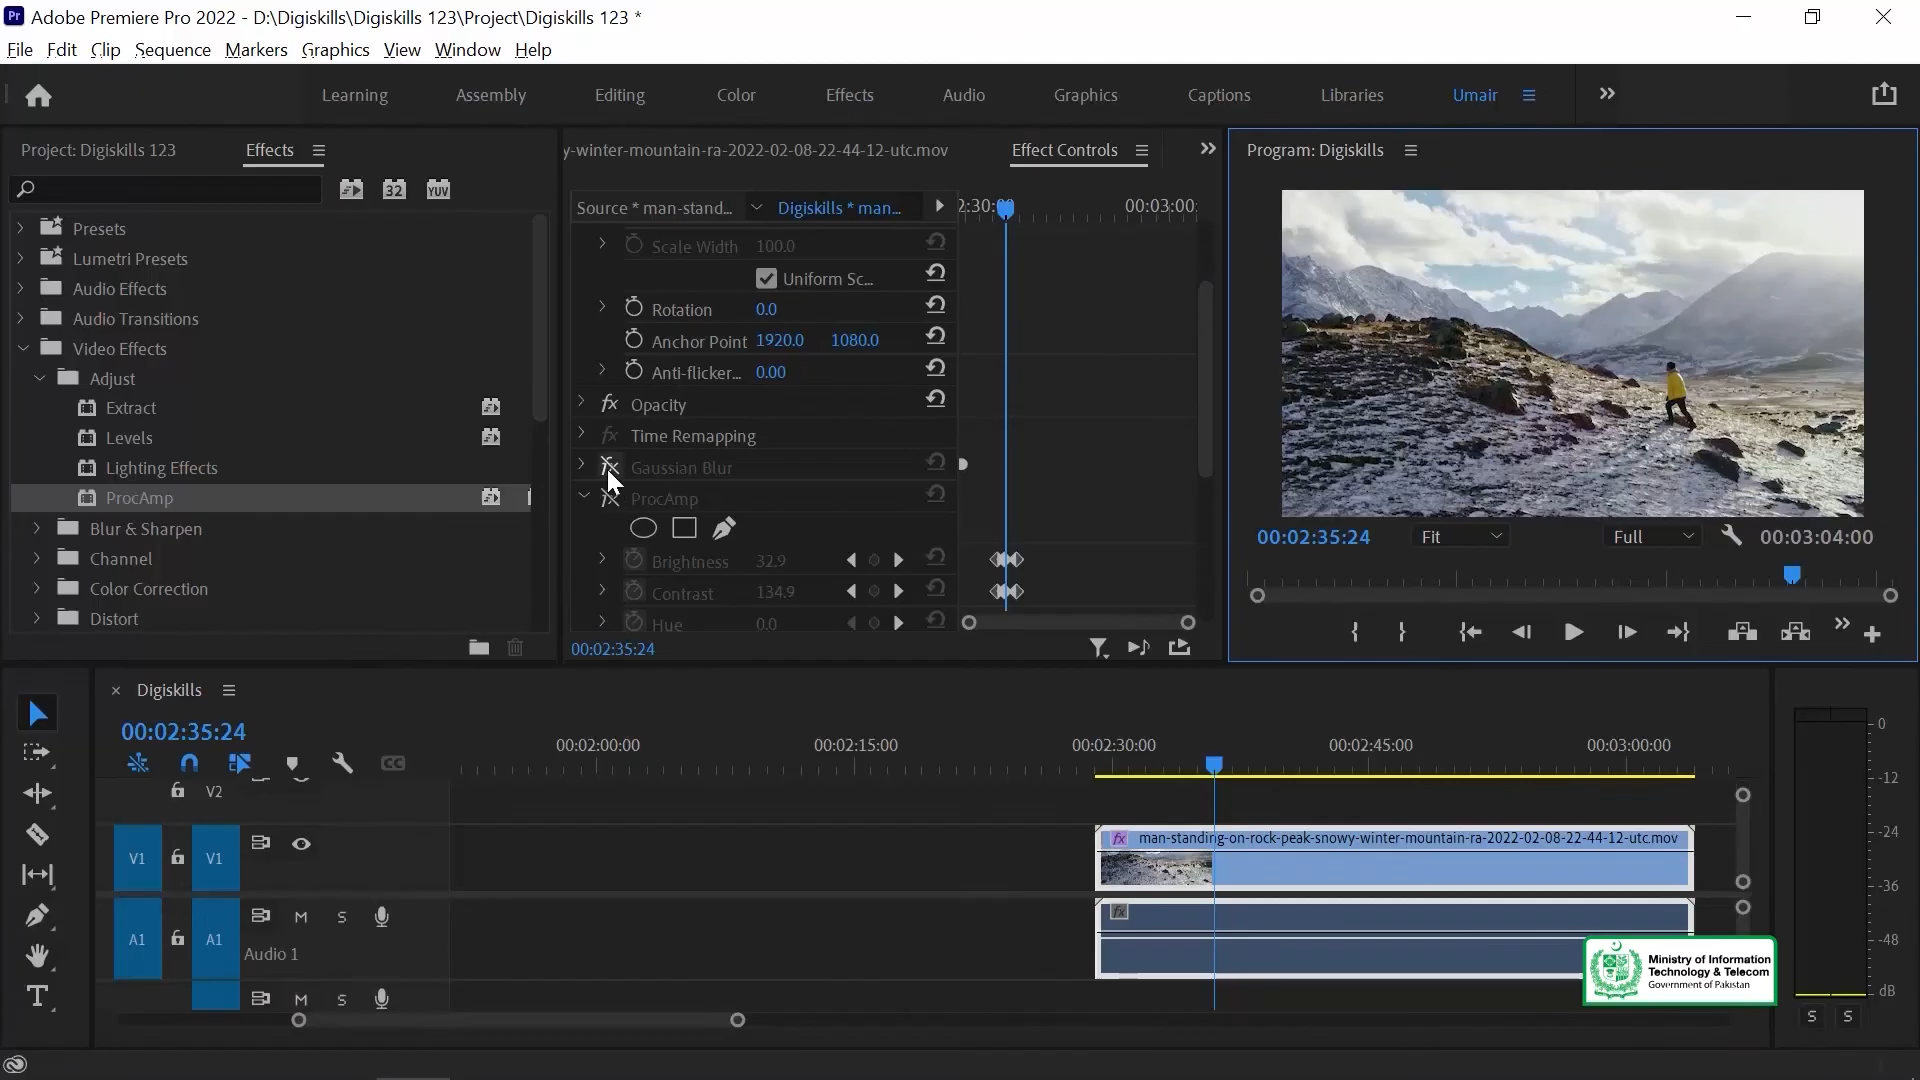 Adobe Premiere Pro 2022 - D:\Digiskills\Digiskills 123\Project\Digiskills 123 *
File Edit Clip Sequence Markers Graphics View Window Help
Learning Assembly Editing Color Effects Audio Graphics Captions Libraries Umair
Project: Digiskills 123 Effects
y-winter-mountain-ra-2022-02-08-22-44-12-utc.mov Effect Controls
Program: Digiskills
32 YUV
Presets
Lumetri Presets
Audio Effects
Audio Transitions
Video Effects
Adjust
Extract
Levels
Lighting Effects
ProcAmp
Blur & Sharpen
Channel
Color Correction
Distort
Source * man-stand... Digiskills * man... 2:30:00 00:03:00:
Scale Width 100.0
Uniform Sc...
Rotation 0.0
Anchor Point 1920.0 1080.0
Anti-flicker... 0.00
fx Opacity
fx Time Remapping
fx Gaussian Blur
fx ProcAmp
Brightness 32.9
Contrast 134.9
Hue 0.0
00:02:35:24
00:02:35:24 Fit Full 00:03:04:00
Digiskills
00:02:35:24
00:02:00:00 00:02:15:00 00:02:30:00 00:02:45:00 00:03:00:00
CC
V2
V1 V1
fx man-standing-on-rock-peak-snowy-winter-mountain-ra-2022-02-08-22-44-12-utc.mov
A1 A1 M S
fx
Audio 1
M S
0
-12
-24
-36
-48
dB
S S
Ministry of Information
Technology & Telecom
Government of Pakistan